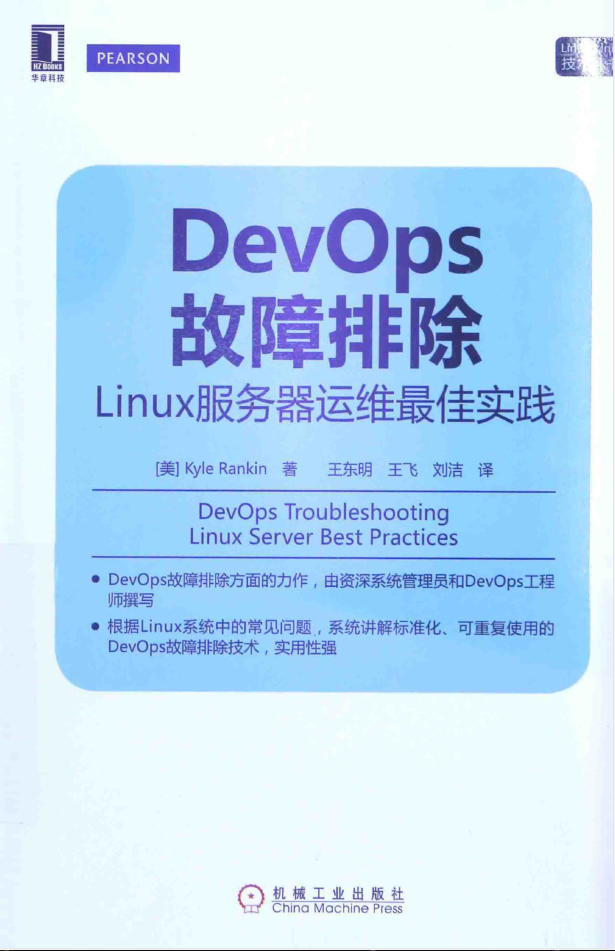 HZ BOOKS
华章科技
PEARSON
DevOps
故障排除
Linux服务器运维最佳实践
[美] Kyle Rankin 著 王东明 王飞 刘洁 译
DevOps Troubleshooting
Linux Server Best Practices
● DevOps故障排除方面的力作，由资深系统管理员和DevOps工程
师撰写
● 根据Linux系统中的常见问题，系统讲解标准化、可重复使用的
DevOps故障排除技术，实用性强
机械工业出版社
China Machine Press